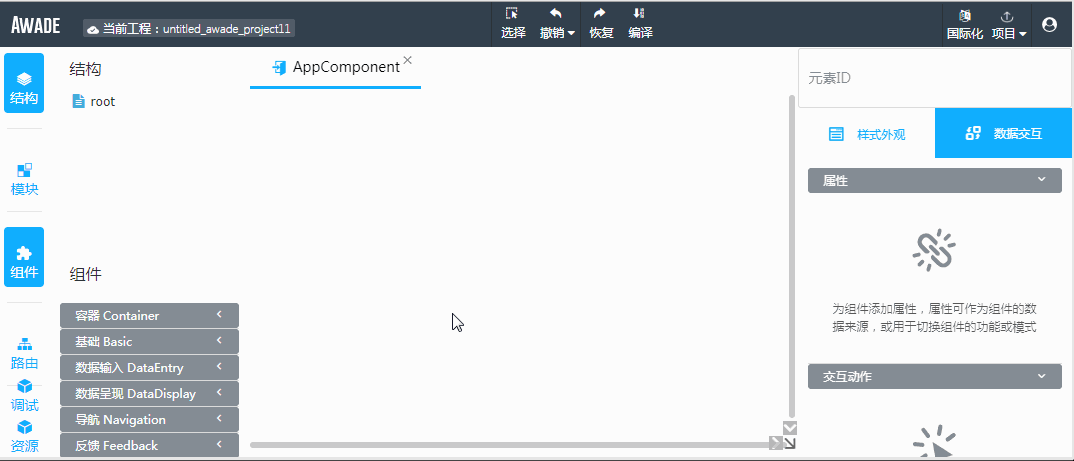 AWADE
当前工程：untitled_awade_project11
选择
撤销
恢复
编译
国际化
项目
结构
模块
组件
路由
调试
资源
结构
root
组件
容器 Container
基础 Basic
数据输入 DataEntry
数据呈现 DataDisplay
导航 Navigation
反馈 Feedback
AppComponent
元素ID
样式外观
数据交互
属性
为组件添加属性，属性可作为组件的数
据来源，或用于切换组件的功能或模式
交互动作